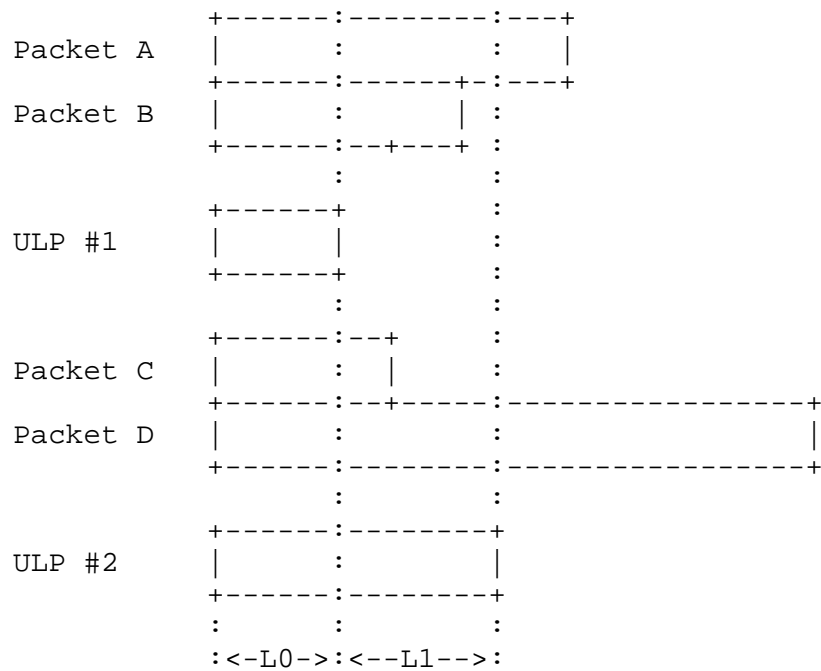 +------:--------:---+
Packet A       |      :        :   |
               +------:------+-:---+
Packet B       |      :      | :
               +------:--+---+ :
                      :        :
               +------+        :
ULP #1         |      |        :
               +------+        :
                      :        :
               +------:--+     :
Packet C       |      :  |     :
               +------:--+-----:-----------------+
Packet D       |      :        :                 |
               +------:--------:-----------------+
                      :        :
               +------:--------+
ULP #2         |      :        |
               +------:--------+
               :      :        :
               :<-L0->:<--L1-->: